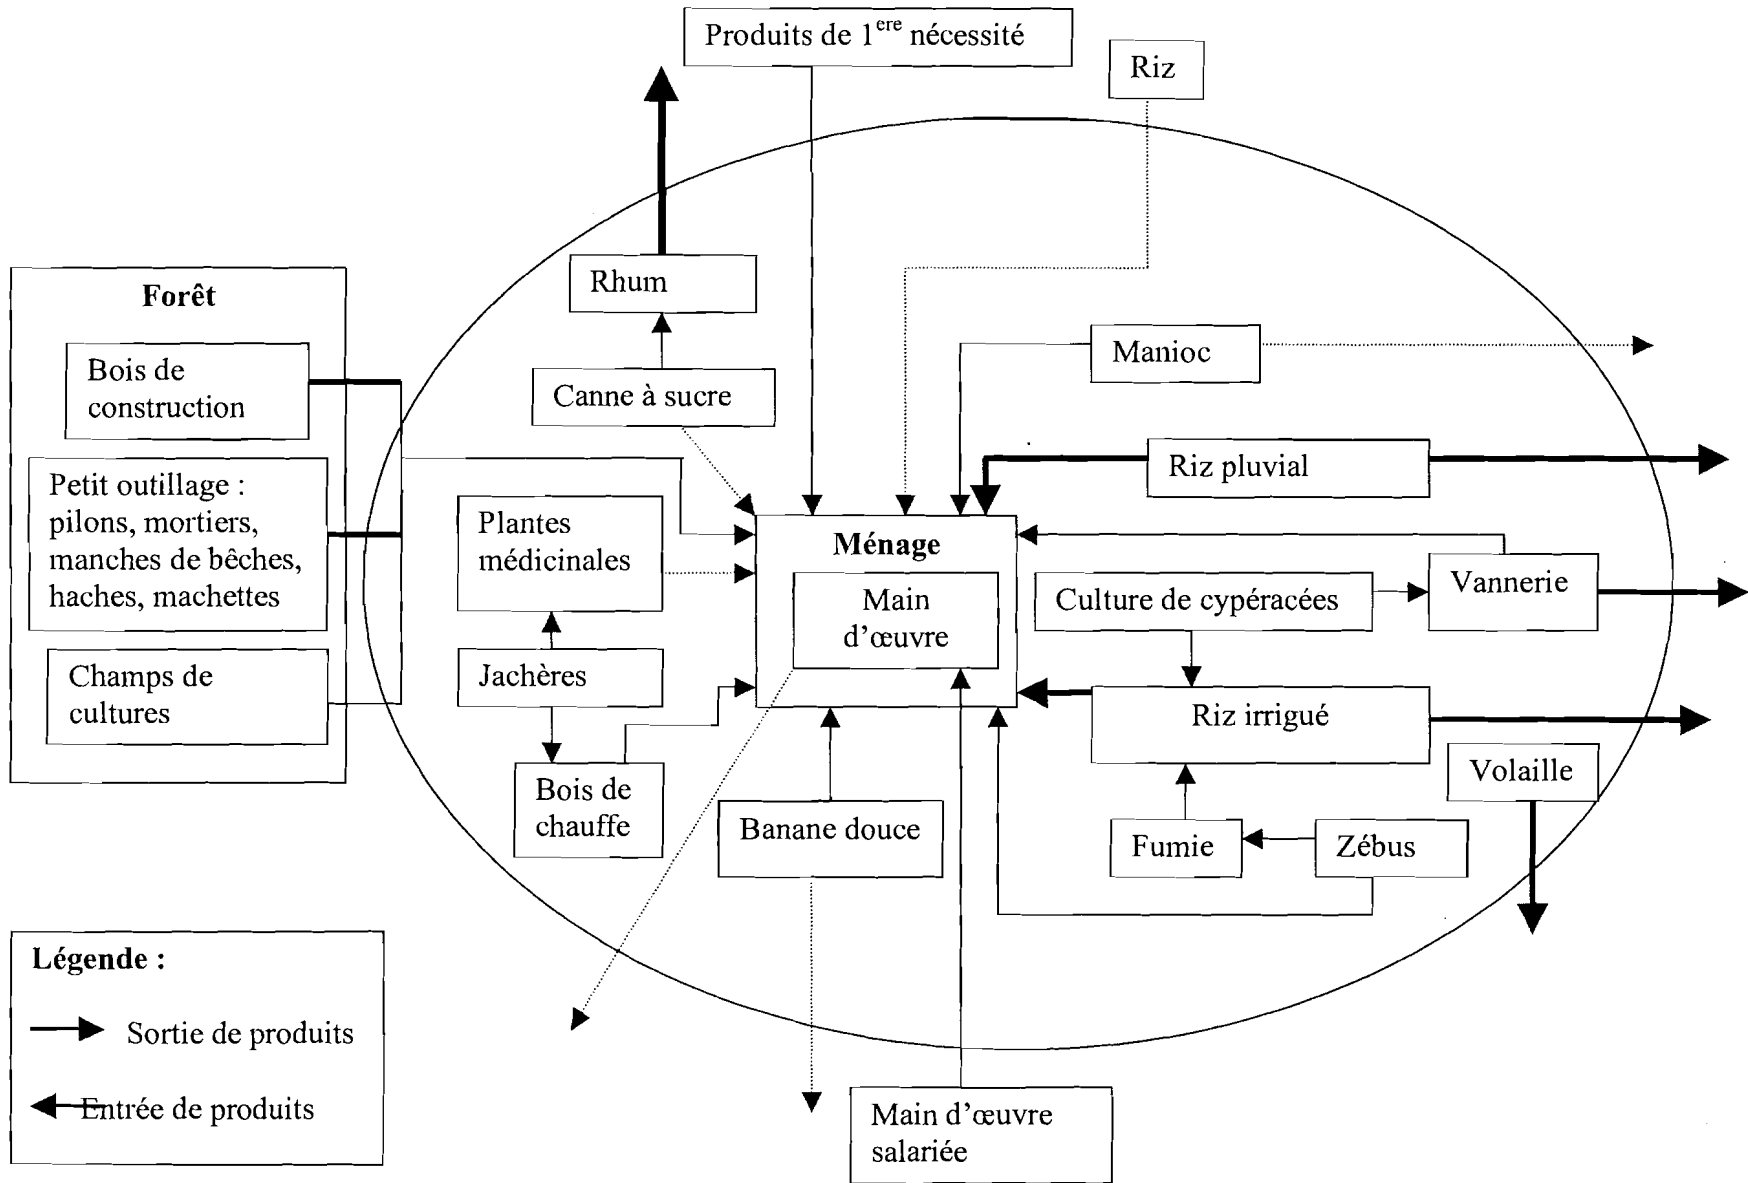 Produits de 1ere nécessité
Riz
Rhum
Forêt
Bois de
construction
Canne à sucre
Manioc
Petit outillage :
pilons, mortiers,
manches de bêches,
haches, machettes
Plantes
médicinales
Riz pluvial
Ménage
Main
d'œuvre
Culture de cypéracées
Vannerie
Champs de
cultures
Jachères
Riz irrigué
Bois de
chauffe
Banane douce
Volaille
Fumie
Zébus
Légende :
Sortie de produits
Entrée de produits
Main d'œuvre
salariée